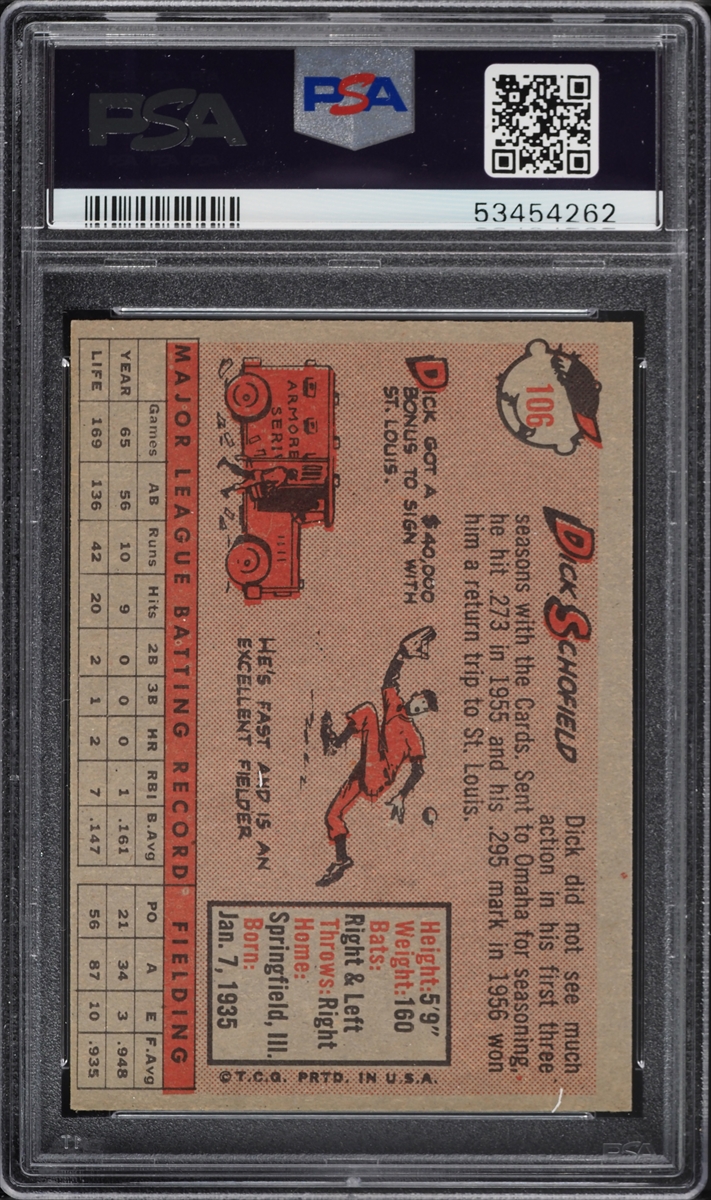 PSA
PSA
53454262
106
DICK SCHOFIELD
Dick did not see much
action in his first three
seasons with the Cards. Sent to Omaha for seasoning,
he hit .273 in 1955 and his .295 mark in 1956 won
him a return trip to St. Louis.
DICK GOT A $40,000
BONUS TO SIGN WITH
ST. LOUIS.
ARMORE
SERV
HE'S FAST AND IS AN
EXCELLENT FIELDER
Height: 5'9"
Weight: 160
Bats:
Right & Left
Throws: Right
Home:
Springfield, Ill.
Born:
Jan. 7, 1935
©T.C.G. PRTD. IN U.S.A.
MAJOR LEAGUE BATTING RECORD FIELDING
Games AB Runs Hits 2B 3B HR RBI B.Avg PO A E F.Avg
YEAR 65 56 10 9 0 0 0 1 .161 21 34 3 .948
LIFE 169 136 42 20 2 1 2 7 .147 56 87 10 .935
PSA